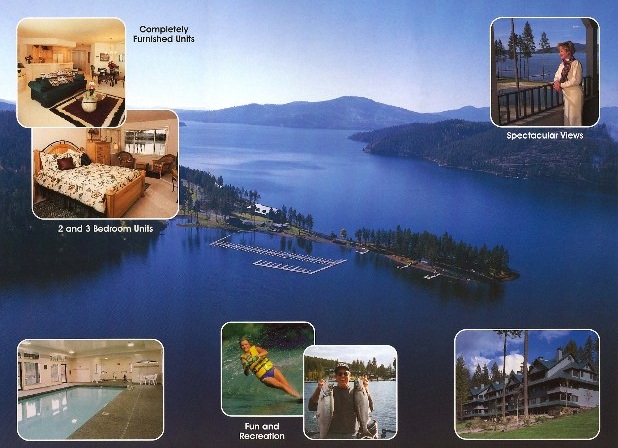 Completely
Furnished Units
Spectacular Views
2 and 3 Bedroom Units
Fun and
Recreation